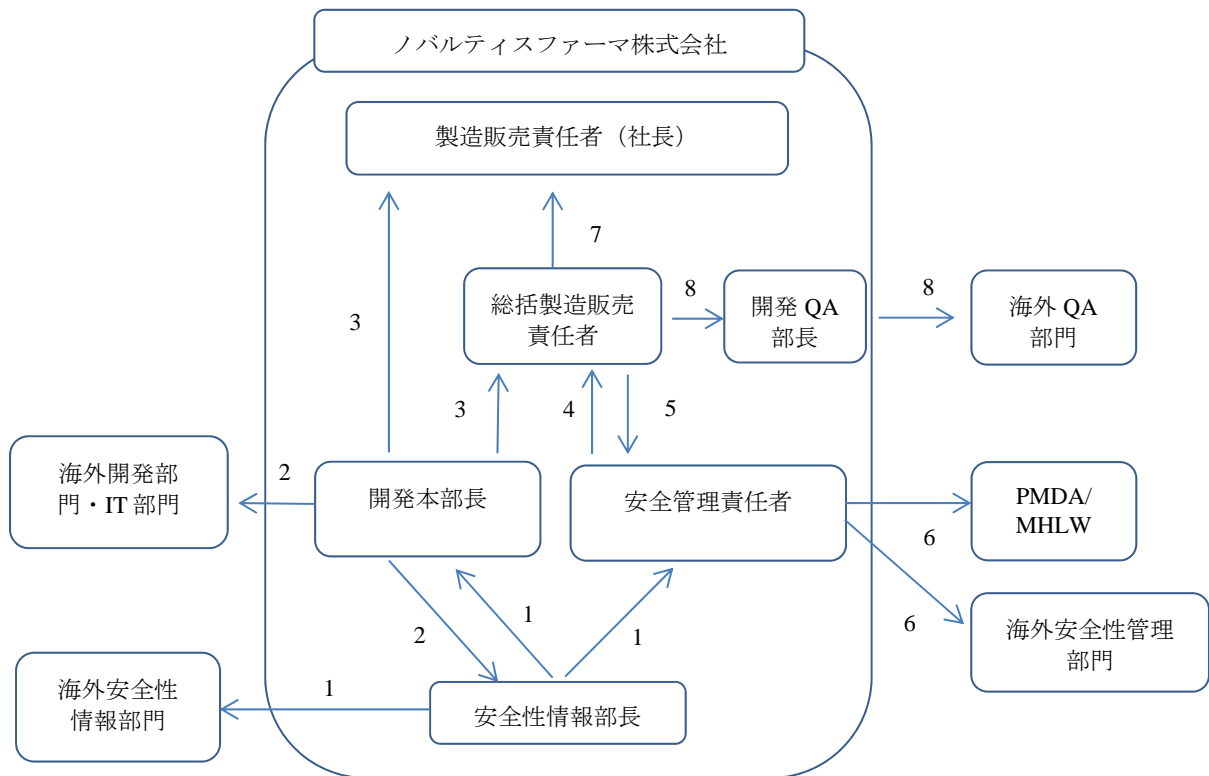 ノバルティスファーマ株式会社
製造販売責任者（社長）
7
3
総括製造販売
責任者
8
開発 QA
部長
8
海外 QA
部門
3
4
5
海外開発部
門・IT 部門
2
開発本部長
安全管理責任者
PMDA/
MHLW
6
2
1
1
6
海外安全性管理
部門
海外安全性
情報部門
1
安全性情報部長